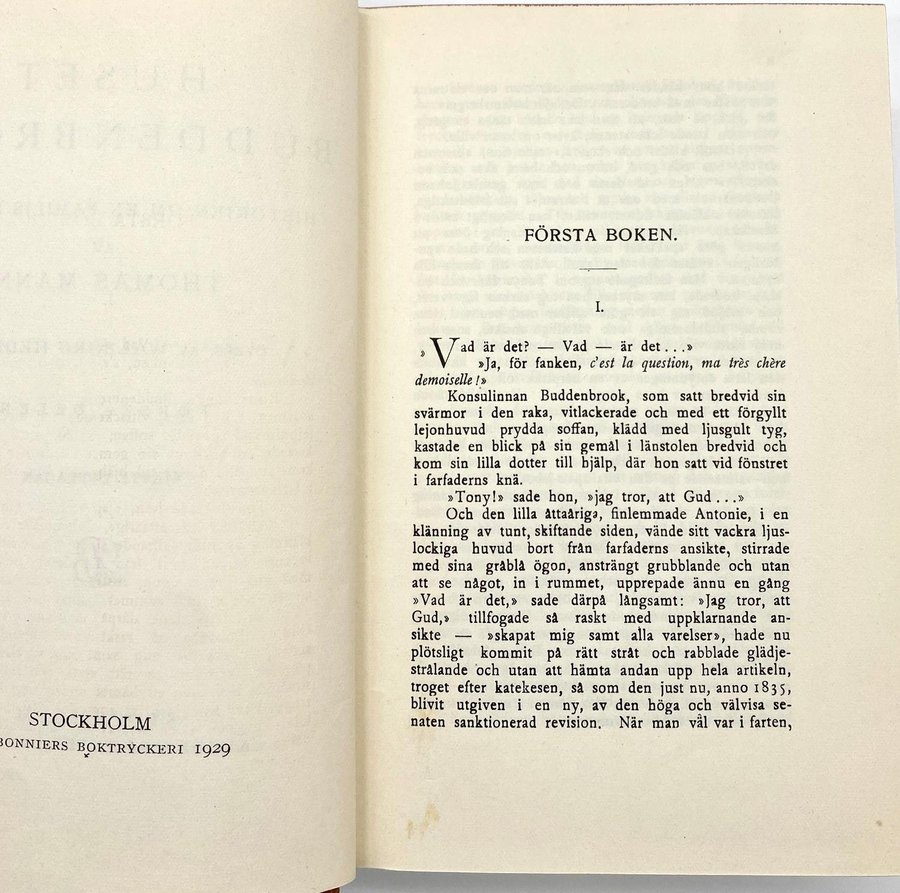 STOCKHOLM
BONNIERS BOKTRYCKERI 1929
FÖRSTA BOKEN.
I.
»Vad är det? — Vad — är det...»
»Ja, för fanken, c'est la question, ma très chère
demoiselle!»
Konsulinnan Buddenbrook, som satt bredvid sin
svärmor i den raka, vitlackerade och med ett förgyllt
lejonhuvud prydda soffan, klädd med ljusgult tyg,
kastade en blick på sin gemål i länstolen bredvid och
kom sin lilla dotter till hjälp, där hon satt vid fönstret
i farfaderns knä.
»Tony!» sade hon, »jag tror, att Gud...»
Och den lilla åttaåriga, finlemmade Antonie, i en
klänning av tunt, skiftande siden, vände sitt vackra ljus-
lockiga huvud bort från farfaderns ansikte, stirrade
med sina gråblå ögon, ansträngt grubblande och utan
att se något, in i rummet, upprepade ännu en gång
»Vad är det,» sade därpå långsamt: »Jag tror, att
Gud,» tillfogade så raskt med uppklarnande an-
sikte — »skapat mig samt alla varelser», hade nu
plötsligt kommit på rätt stråt och rabblade glädje-
strålande och utan att hämta andan upp hela artikeln,
troget efter katekesen, så som den just nu, anno 1835,
blivit utgiven i en ny, av den höga och välvisa se-
naten sanktionerad revision. När man väl var i farten,